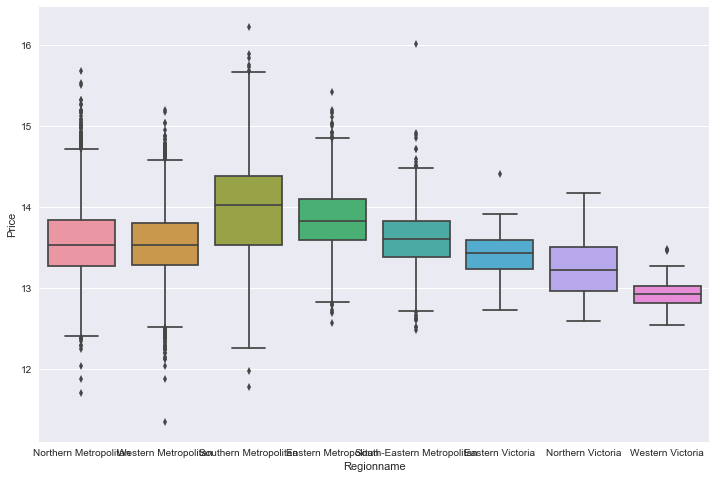 16
15
14
13
12
Price
Northern Metropolitan Western Metropolitan Southern Metropolitan Eastern Metropolitan South-Eastern Metropolitan Eastern Victoria Northern Victoria Western Victoria
Regionname